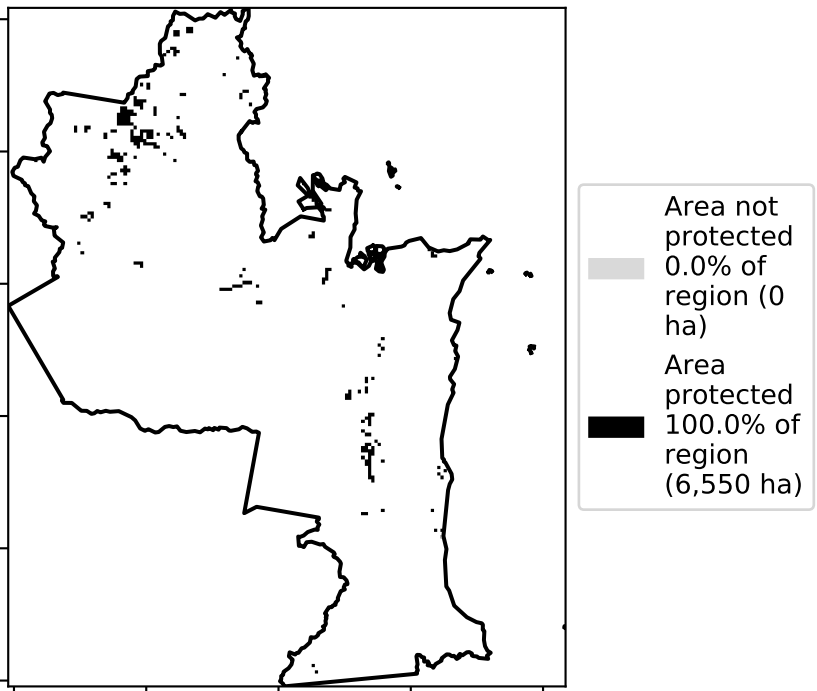 Area not
protected
0.0% of
region (0
ha)
Area
protected
100.0% of
region
(6,550 ha)